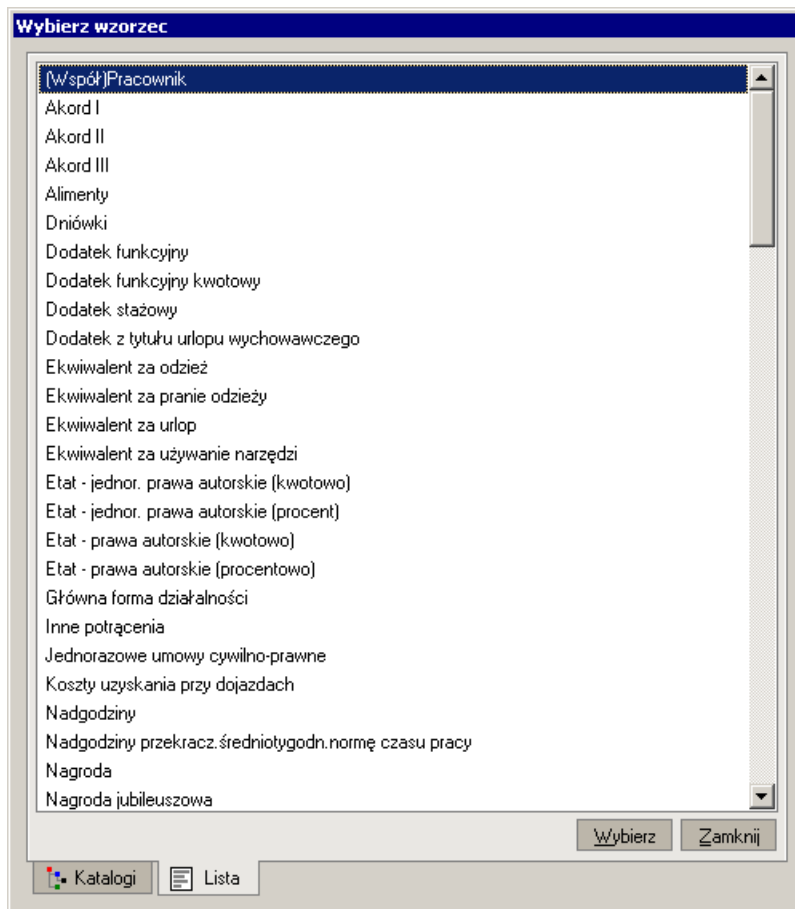 Wybierz wzorzec
(Współ)Pracownik
Akord I
Akord II
Akord III
Alimenty
Dniówki
Dodatek funkcyjny
Dodatek funkcyjny kwotowy
Dodatek stażowy
Dodatek z tytułu urlopu wychowawczego
Ekwiwalent za odzież
Ekwiwalent za pranie odzieży
Ekwiwalent za urlop
Ekwiwalent za używanie narzędzi
Etat - jednor. prawa autorskie (kwotowo)
Etat - jednor. prawa autorskie (procent)
Etat - prawa autorskie (kwotowo)
Etat - prawa autorskie (procentowo)
Główna forma działalności
Inne potrącenia
Jednorazowe umowy cywilno-prawne
Koszty uzyskania przy dojazdach
Nadgodziny
Nadgodziny przekracz.średniotygodn.normę czasu pracy
Nagroda
Nagroda jubileuszowa
Wybierz Zamknij
Katalogi Lista